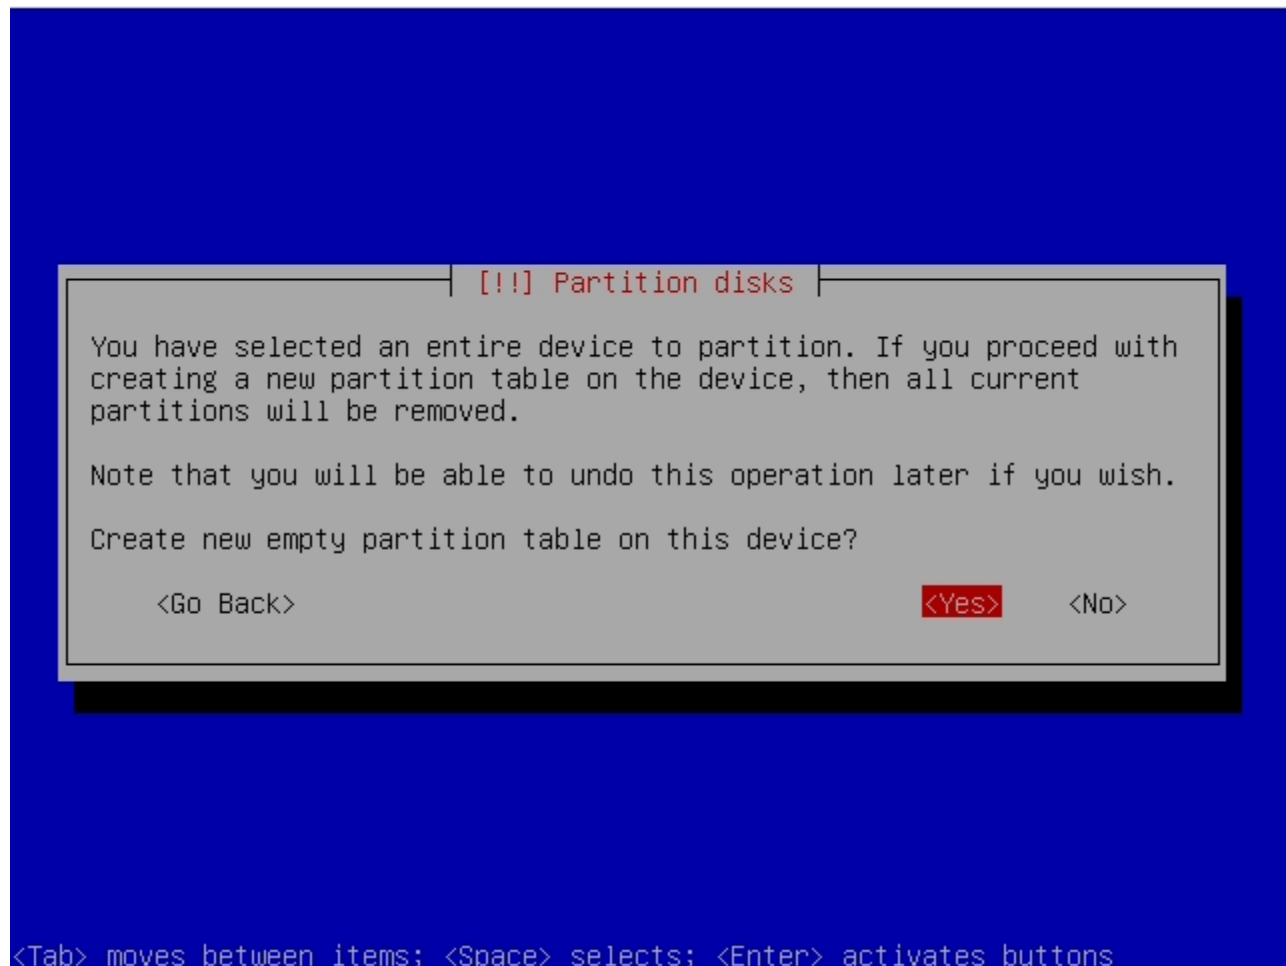 [!!] Partition disks
You have selected an entire device to partition. If you proceed with
creating a new partition table on the device, then all current
partitions will be removed.
Note that you will be able to undo this operation later if you wish.
Create new empty partition table on this device?
<Go Back> <Yes> <No>
<Tab> moves between items; <Space> selects; <Enter> activates buttons